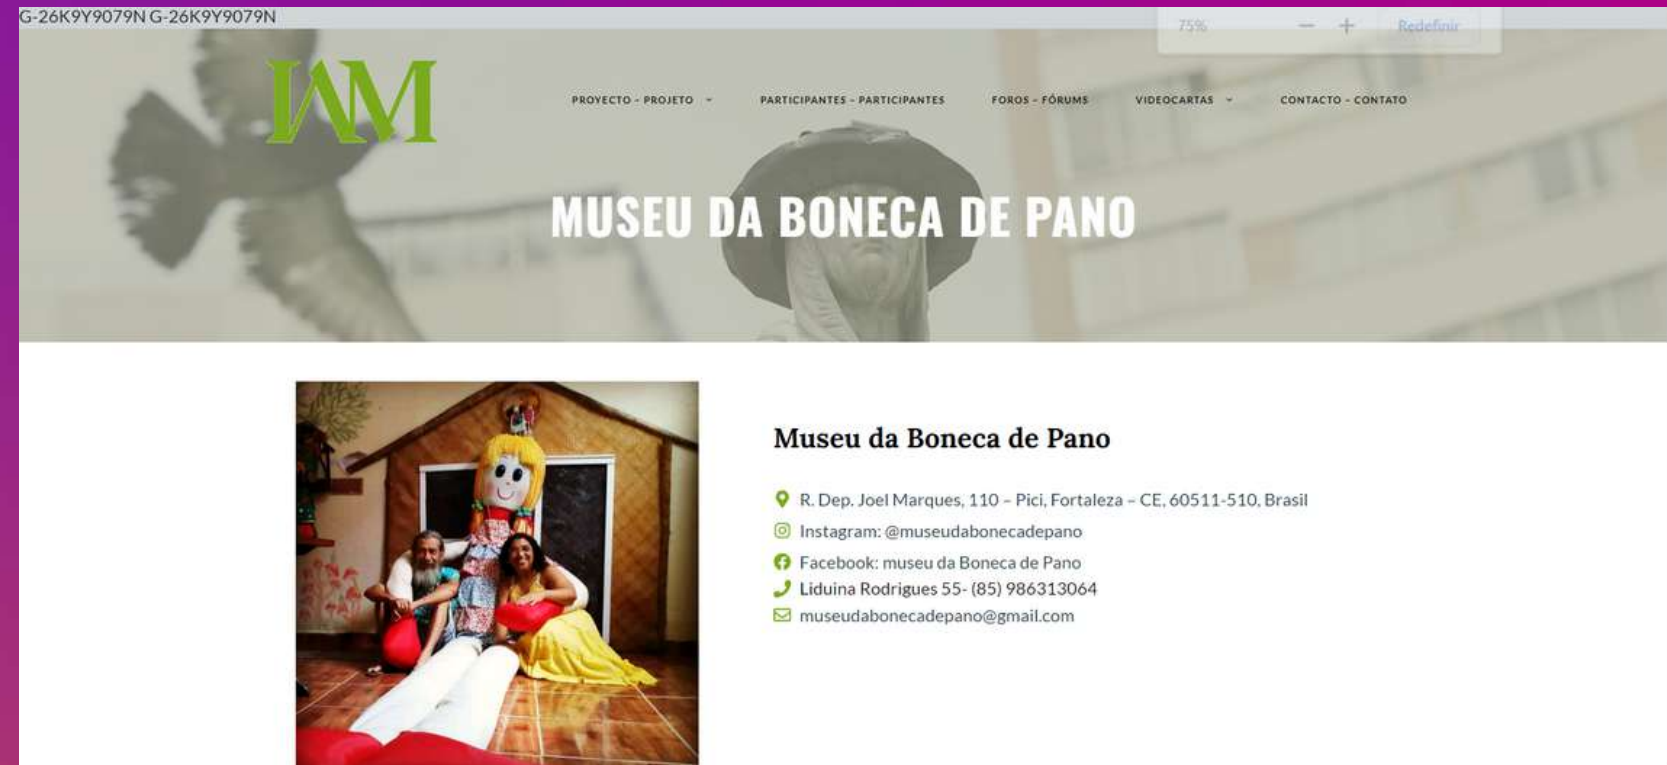 G-26K9Y9079N G-26K9Y9079N
75% − + Redefinir
IAM
PROYECTO - PROJETO
PARTICIPANTES - PARTICIPANTES
FOROS - FÓRUMS
VIDEOCARTAS
CONTACTO - CONTATO
MUSEU DA BONECA DE PANO
Museu da Boneca de Pano
R. Dep. Joel Marques, 110 – Pici, Fortaleza – CE, 60511-510, Brasil
Instagram: @museudabonecadepano
Facebook: museu da Boneca de Pano
Liduina Rodrigues 55- (85) 986313064
museudabonecadepano@gmail.com